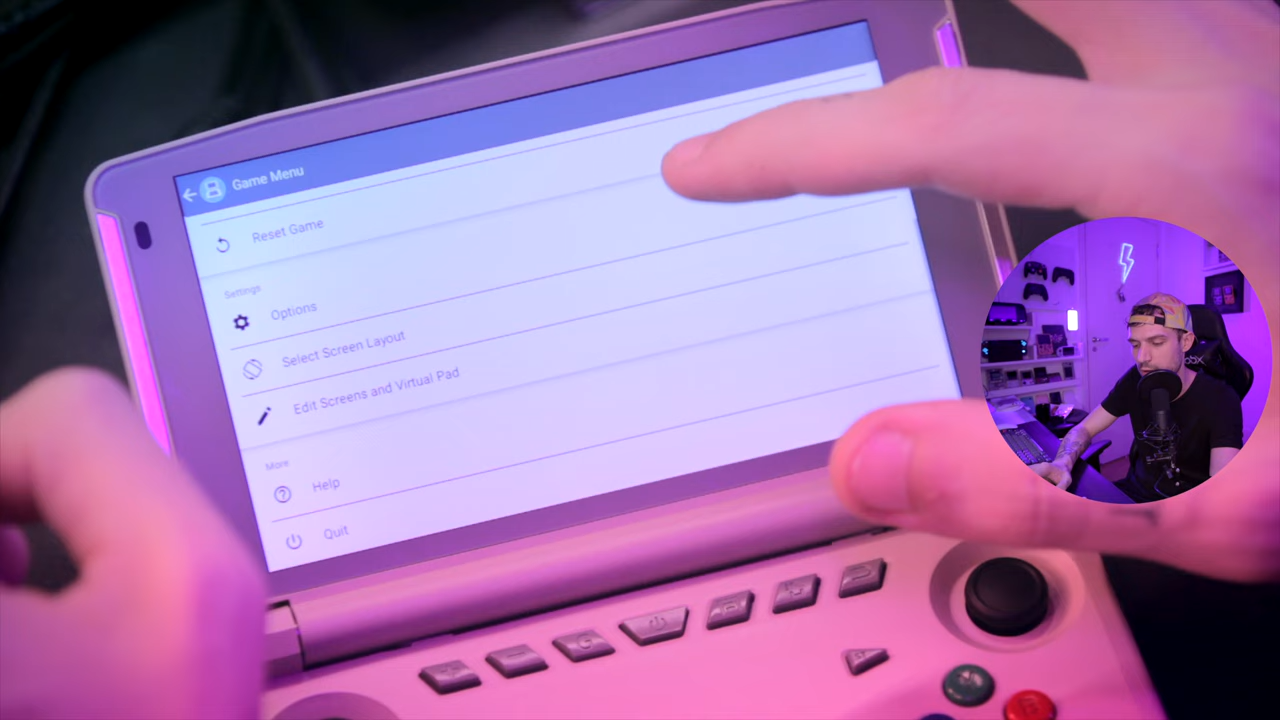 Game Menu
Reset Game
Settings
Options
Select Screen Layout
Edit Screens and Virtual Pad
More
Help
Quit